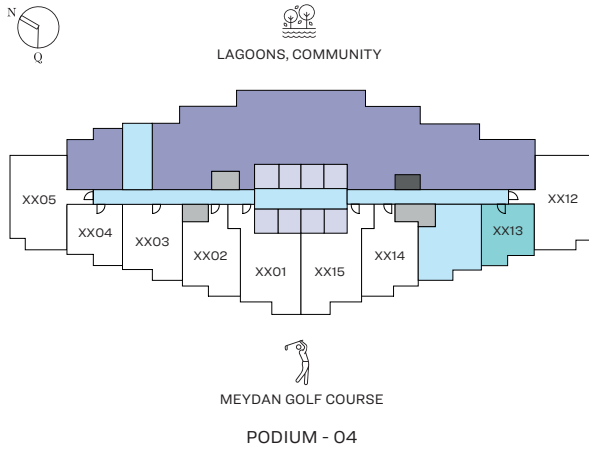 N
Q
LAGOONS, COMMUNITY
XX05
XX12
XX04
XX03
XX02
XX01
XX15
XX14
XX13
MEYDAN GOLF COURSE
PODIUM - 04